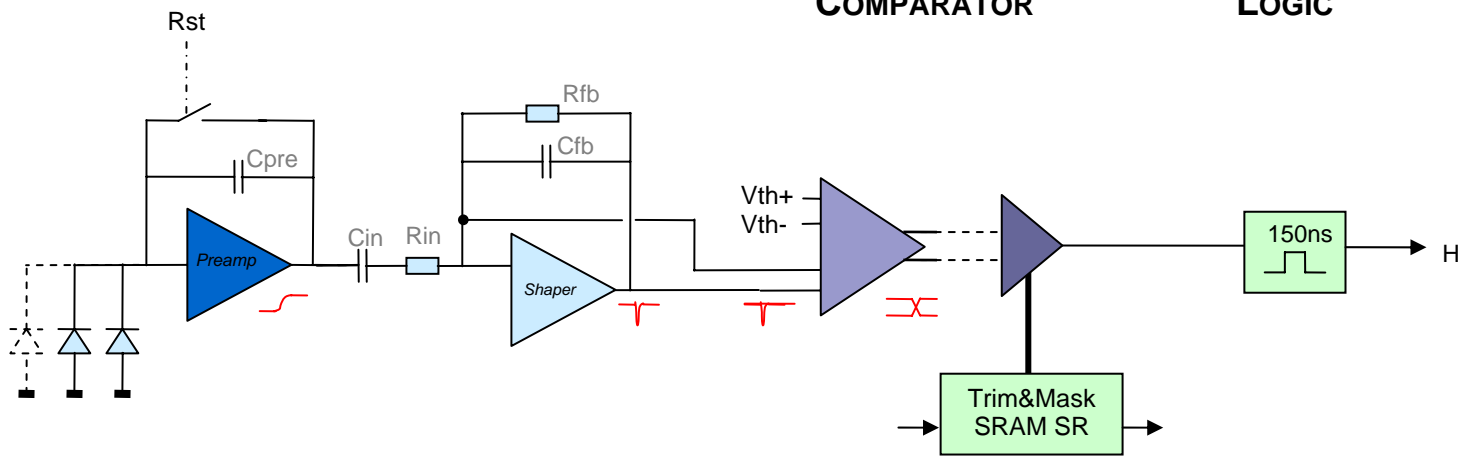 COMPARATOR
LOGIC
Rst
Rfb
Cpre
Cfb
Vth+
Vth-
Cin
Rin
Preamp
Shaper
150ns
H
Trim&Mask
SRAM SR